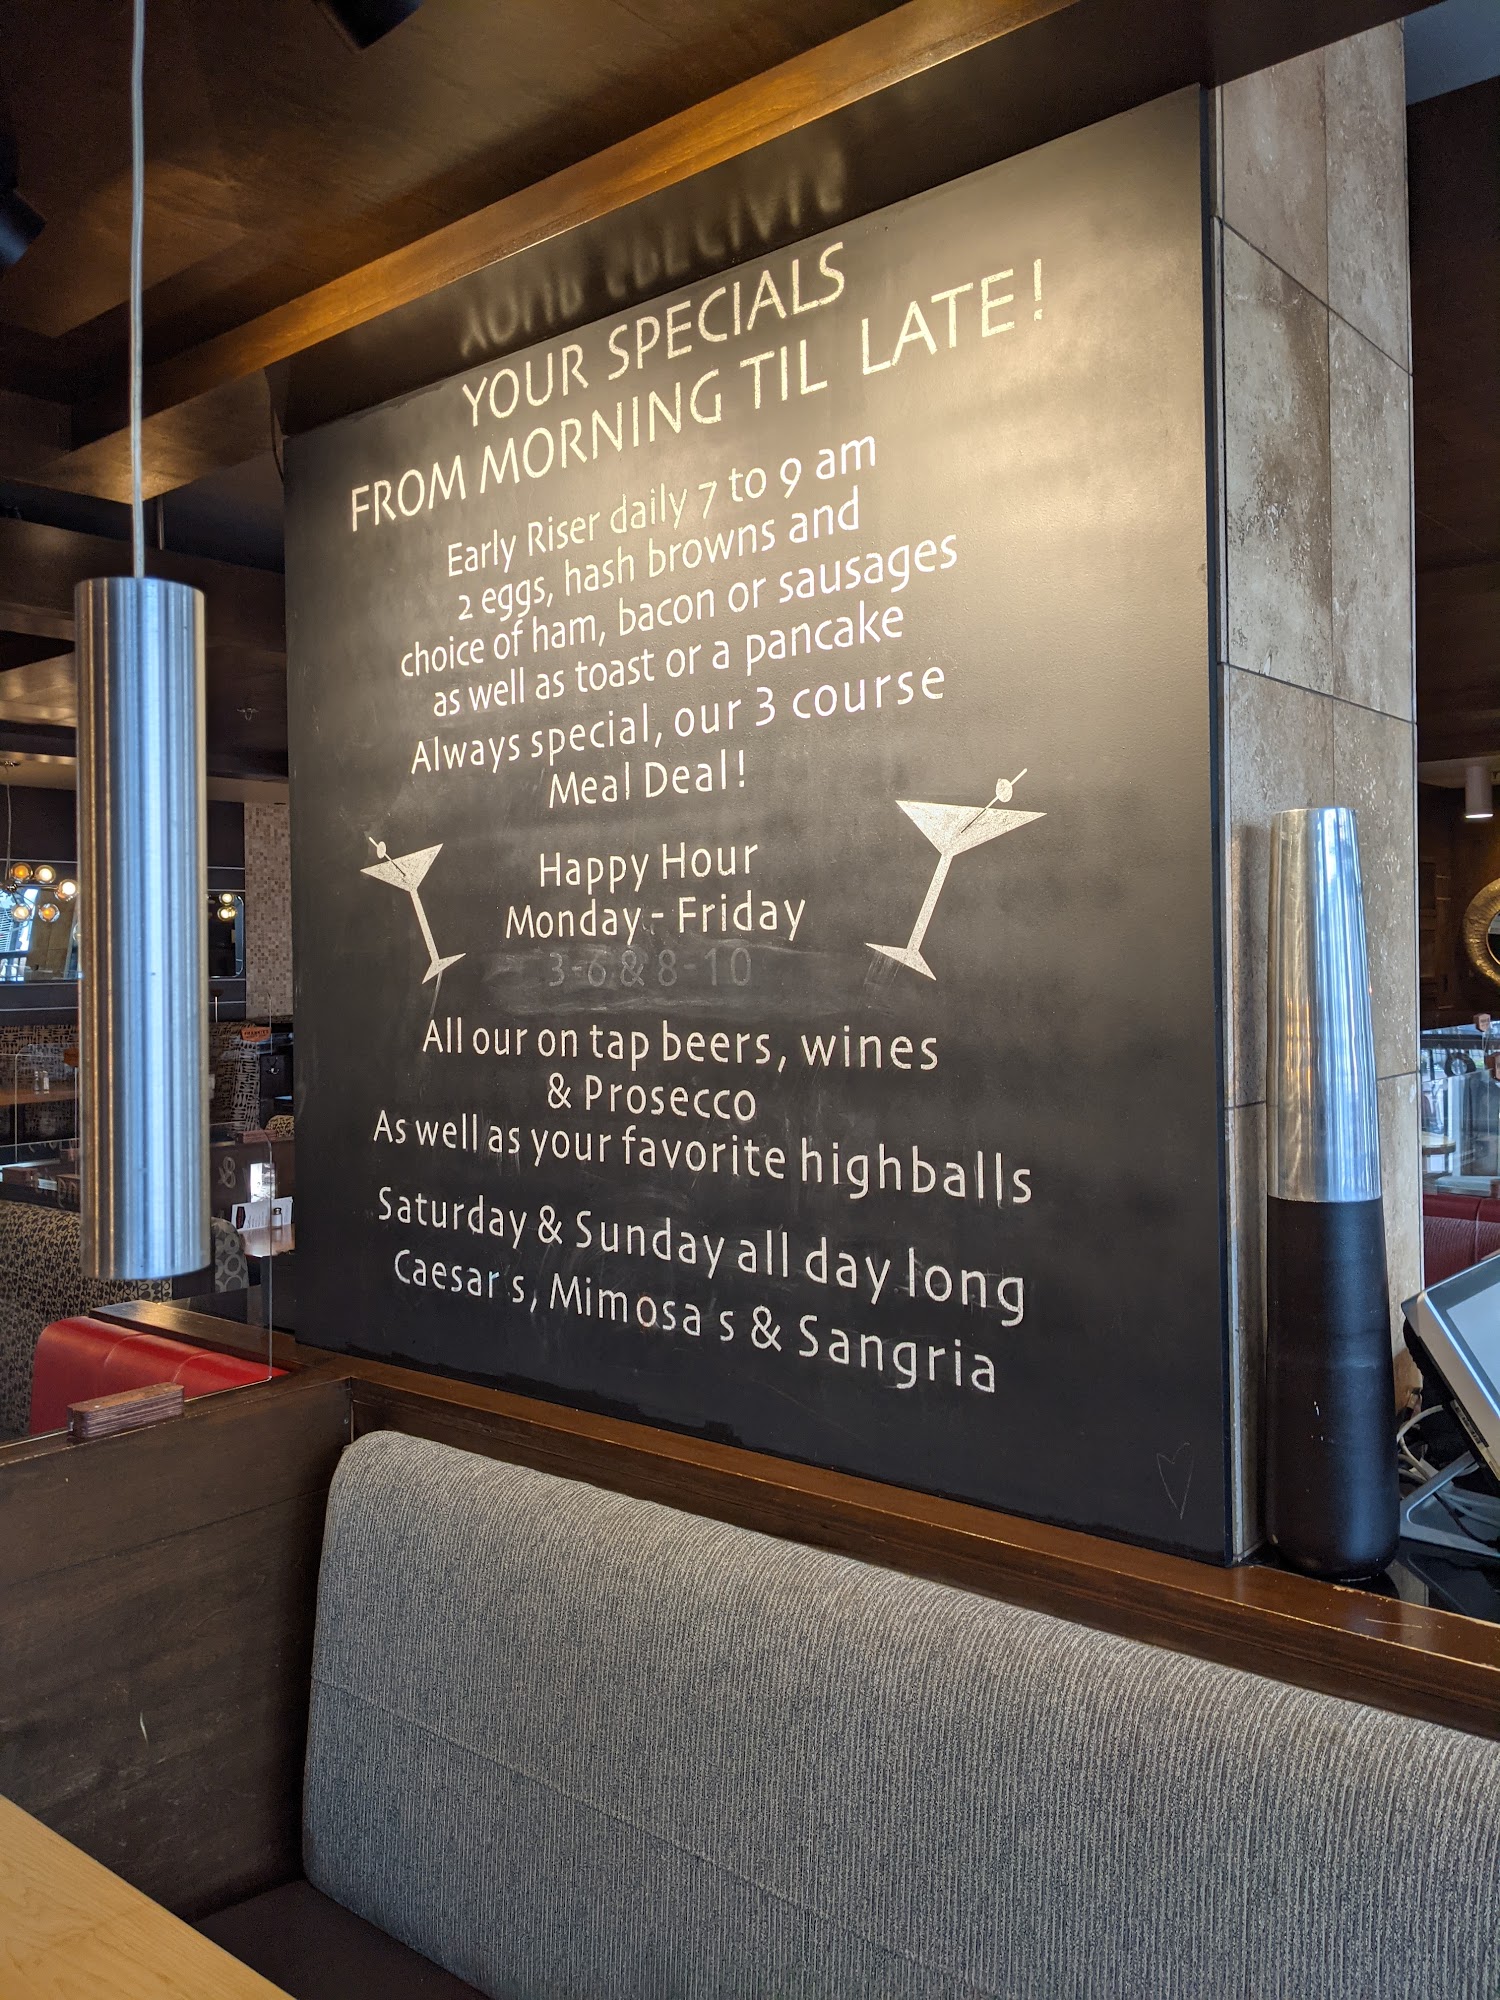 YOUR SPECIALS
FROM MORNING TIL LATE!
Early Riser daily 7 to 9 am
2 eggs, hash browns and
choice of ham, bacon or sausages
as well as toast or a pancake
Always special, our 3 course
Meal Deal!
Happy Hour
Monday - Friday
3-6 & 8-10
All our on tap beers, wines
& Prosecco
As well as your favorite highballs
Saturday & Sunday all day long
Caesar s, Mimosa s & Sangria